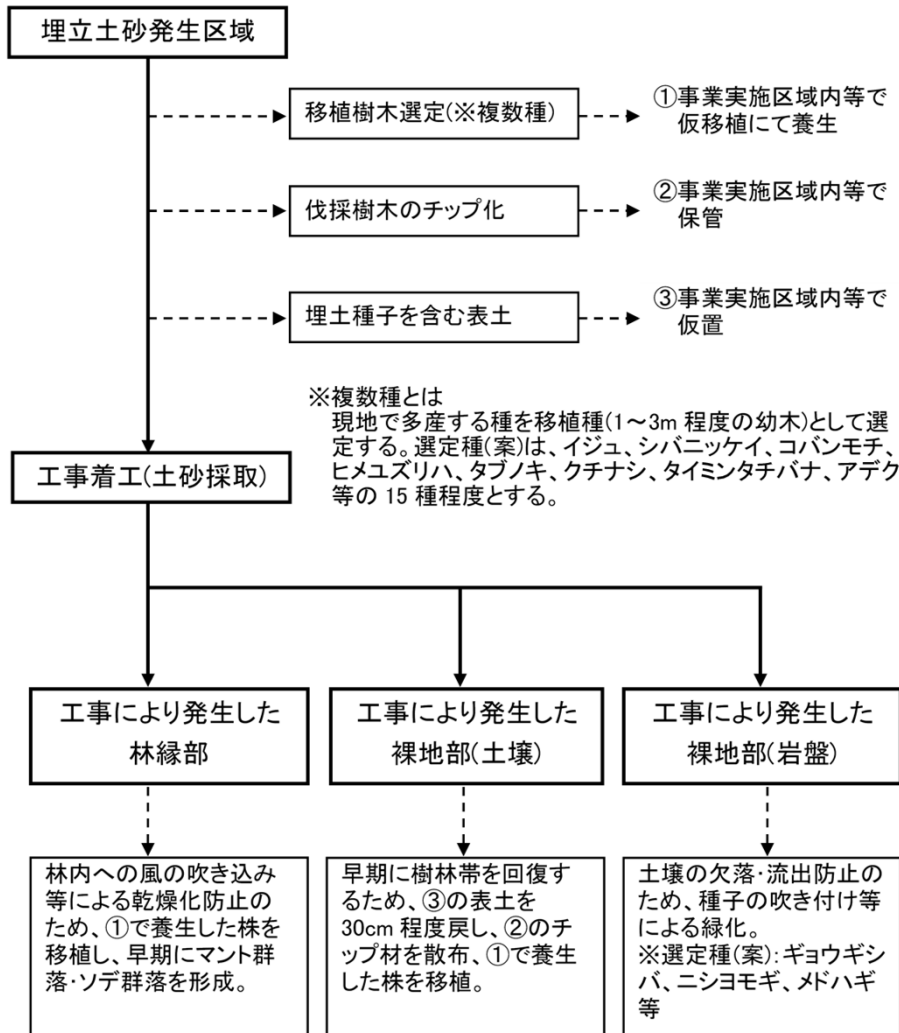 埋立土砂発生区域
移植樹木選定(※複数種)
①事業実施区域内等で
仮移植にて養生
伐採樹木のチップ化
②事業実施区域内等で
保管
埋土種子を含む表土
③事業実施区域内等で
仮置
※複数種とは
現地で多産する種を移植種(1～3m 程度の幼木)として選
定する。選定種(案)は、イジュ、シバニッケイ、コバンモチ、
ヒメユズリハ、タブノキ、クチナシ、タイミンタチバナ、アデク
等の 15 種程度とする。
工事着工(土砂採取)
工事により発生した
林縁部
工事により発生した
裸地部(土壌)
工事により発生した
裸地部(岩盤)
林内への風の吹き込み
等による乾燥化防止の
ため、①で養生した株を
移植し、早期にマント群
落・ソデ群落を形成。
早期に樹林帯を回復す
るため、③の表土を
30cm 程度戻し、②のチ
ップ材を散布、①で養生
した株を移植。
土壌の欠落・流出防止の
ため、種子の吹き付け等
による緑化。
※選定種(案):ギョウギシ
バ、ニシヨモギ、メドハギ
等